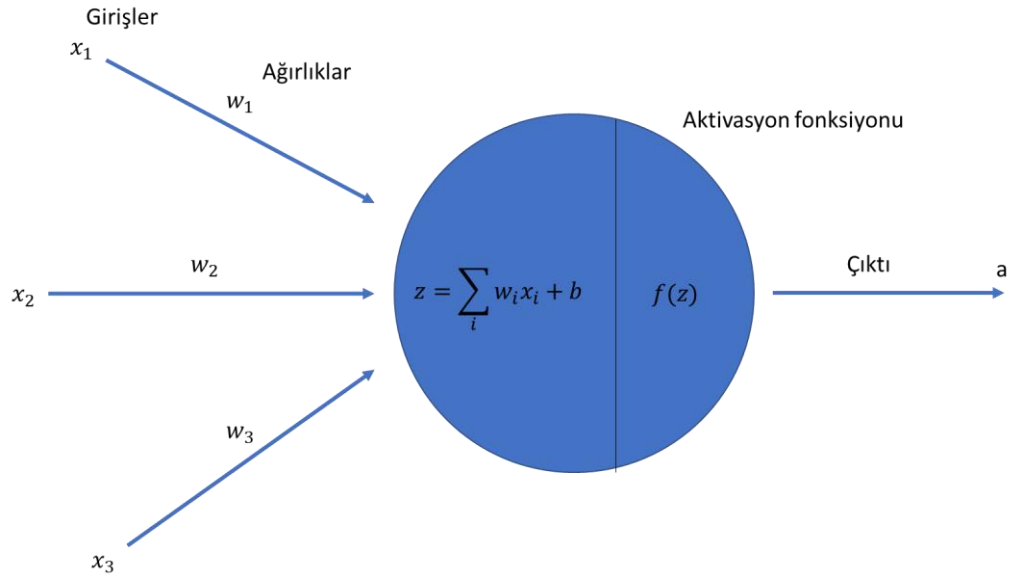 Girişler
x₁
Ağırlıklar
w₁
Aktivasyon fonksiyonu
w₂
Çıktı
x₂
z = ∑ᵢ wᵢxᵢ + b
f(z)
a
w₃
x₃